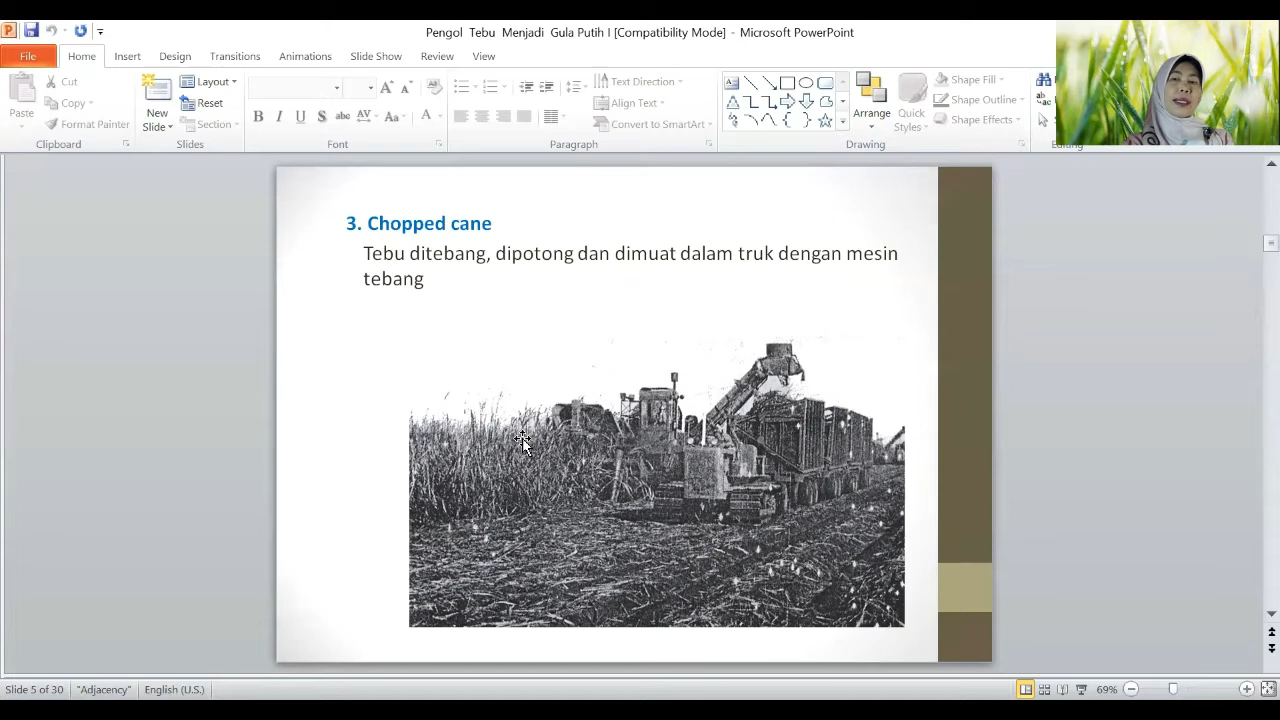 Pengol Tebu Menjadi Gula Putih I [Compatibility Mode] - Microsoft PowerPoint
File Home Insert Design Transitions Animations Slide Show Review View
Paste
Cut
Copy
Format Painter
Clipboard
New
Slide
Layout
Reset
Section
Slides
B I U S abc AV Aa A
Font
Text Direction
Align Text
Convert to SmartArt
Paragraph
Arrange
Quick
Styles
Shape Fill
Shape Outline
Shape Effects
Drawing
3. Chopped cane
Tebu ditebang, dipotong dan dimuat dalam truk dengan mesin
tebang
Slide 5 of 30 "Adjacency" English (U.S.) 69%